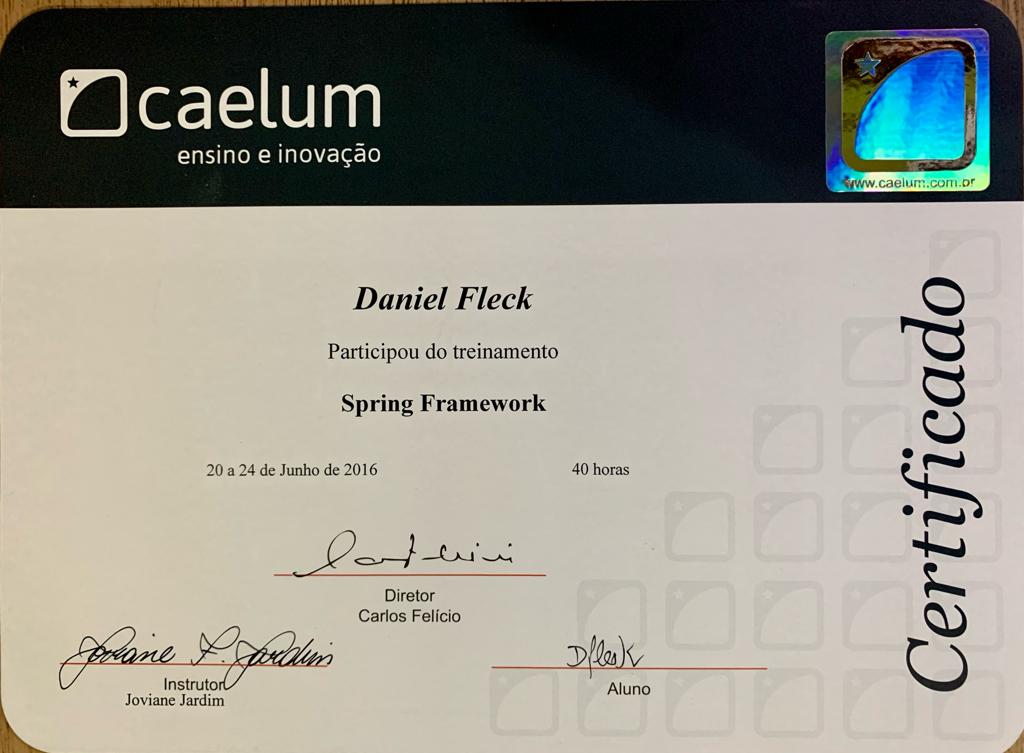 caelum
ensino e inovação
www.caelum.com.br
Certificado
Daniel Fleck
Participou do treinamento
Spring Framework
20 a 24 de Junho de 2016 40 horas
Diretor
Carlos Felício
Joviane F. Jardim
Instrutor
Joviane Jardim
DFleck
Aluno